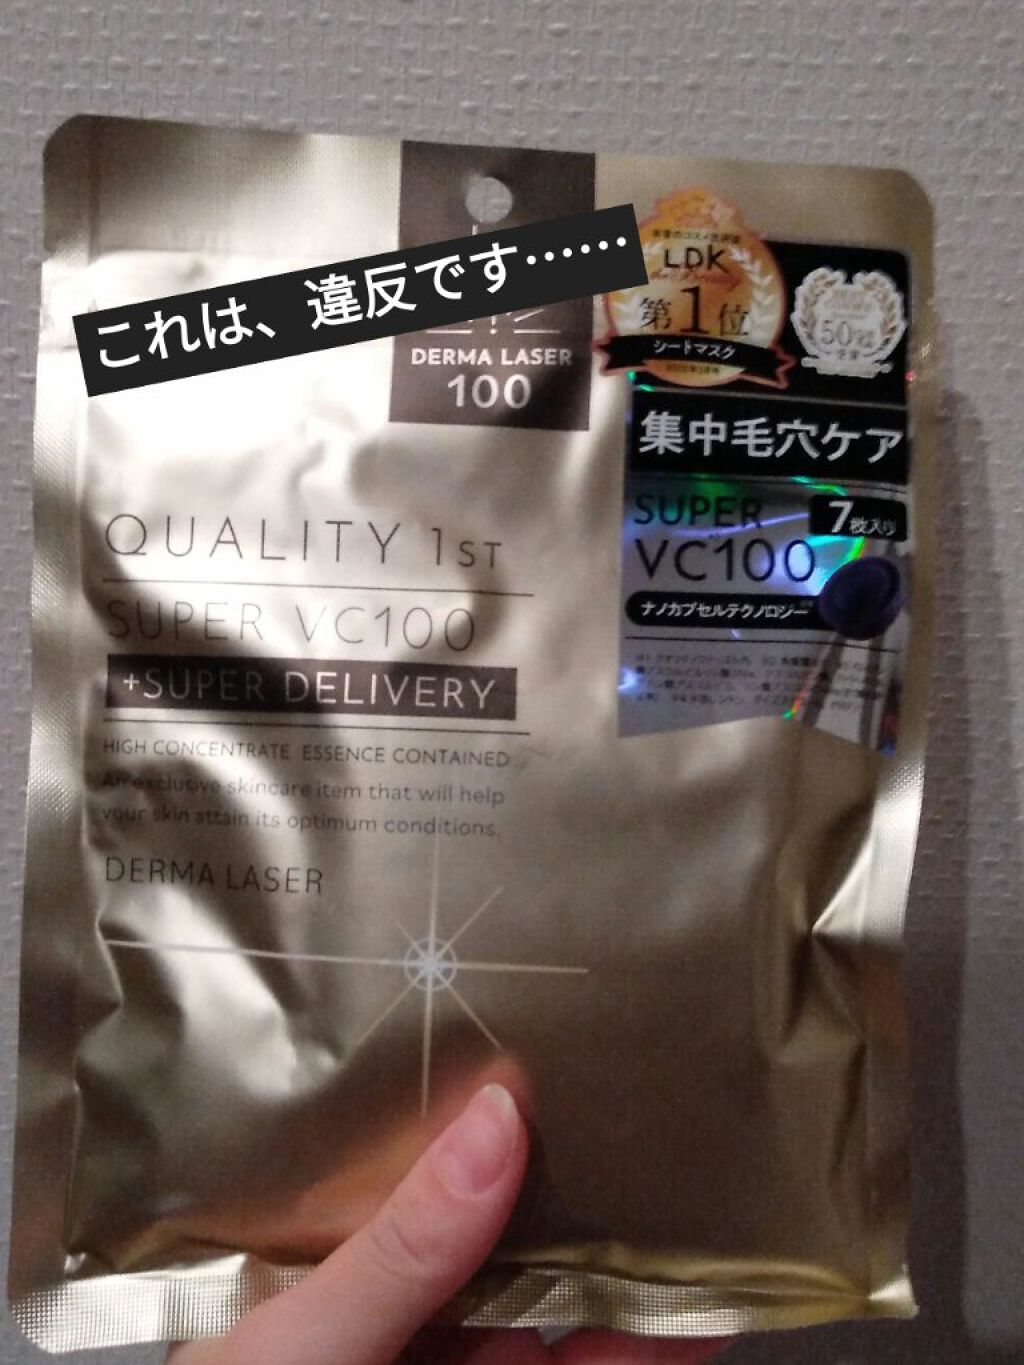 これは、違反です……
DERMA LASER
100
LDK
第1位
シートマスク
50冠
集中毛穴ケア
SUPER
VC100
7枚入り
ナノカプセルテクノロジー
QUALITY 1ST
SUPER VC100
+SUPER DELIVERY
HIGH CONCENTRATE ESSENCE CONTAINED
An exclusive skincare item that will help
your skin attain its optimum conditions.
DERMA LASER